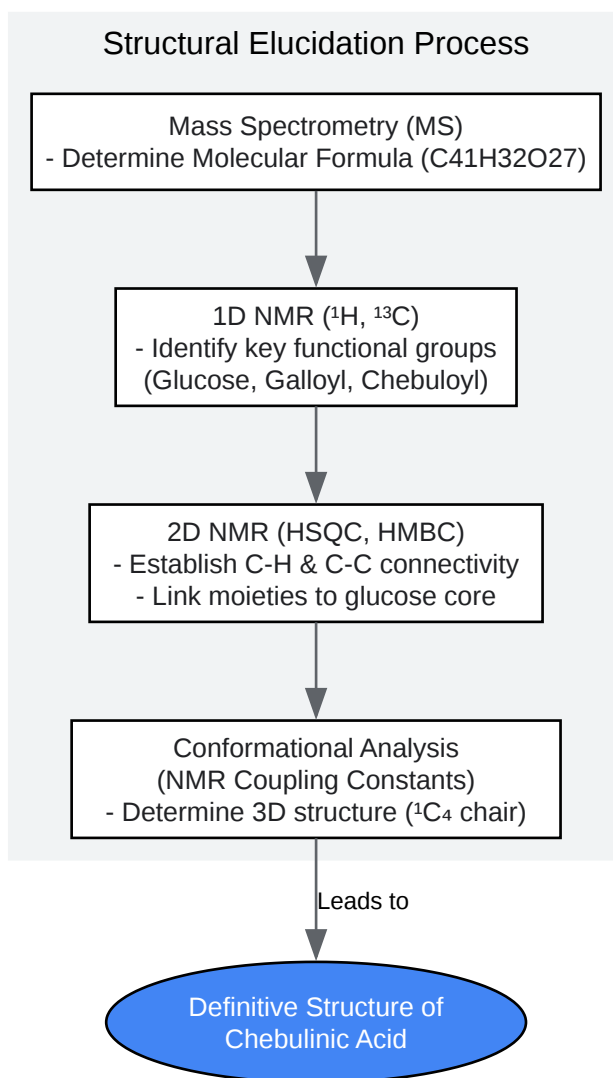 Structural Elucidation Process
Mass Spectrometry (MS)
- Determine Molecular Formula (C41H32O27)
1D NMR (¹H, ¹³C)
- Identify key functional groups
(Glucose, Galloyl, Chebuloyl)
2D NMR (HSQC, HMBC)
- Establish C-H & C-C connectivity
- Link moieties to glucose core
Conformational Analysis
(NMR Coupling Constants)
- Determine 3D structure (¹C₄ chair)
Leads to
Definitive Structure of
Chebulinic Acid